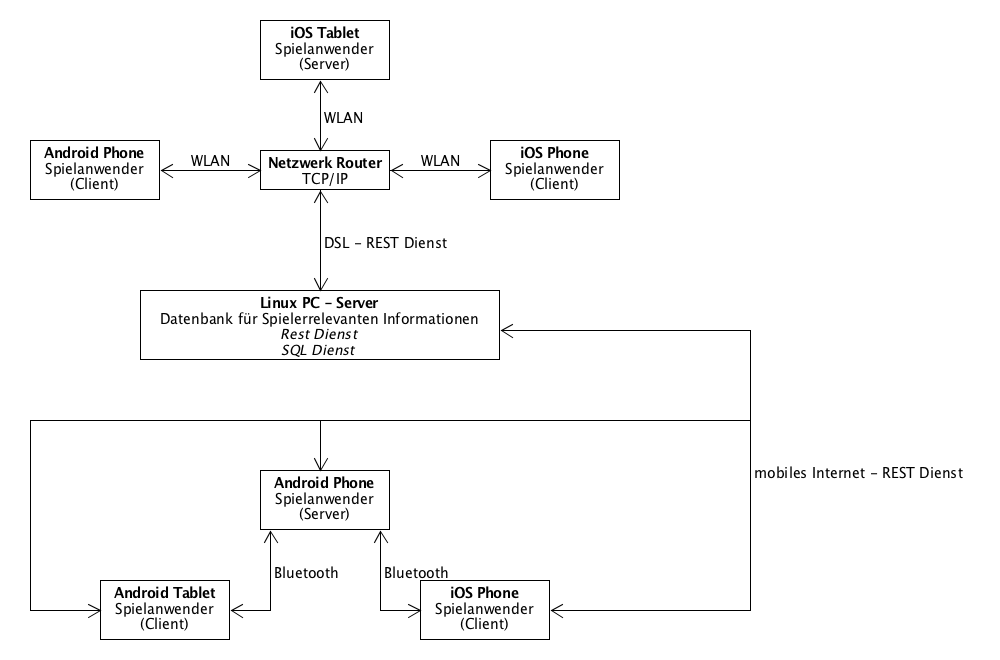 iOS Tablet
Spielanwender
(Server)
WLAN
Android Phone
Spielanwender
(Client)
WLAN
Netzwerk Router
TCP/IP
WLAN
iOS Phone
Spielanwender
(Client)
DSL – REST Dienst
Linux PC – Server
Datenbank für Spielerrelevanten Informationen
Rest Dienst
SQL Dienst
mobiles Internet – REST Dienst
Android Phone
Spielanwender
(Server)
Bluetooth
Bluetooth
Android Tablet
Spielanwender
(Client)
iOS Phone
Spielanwender
(Client)